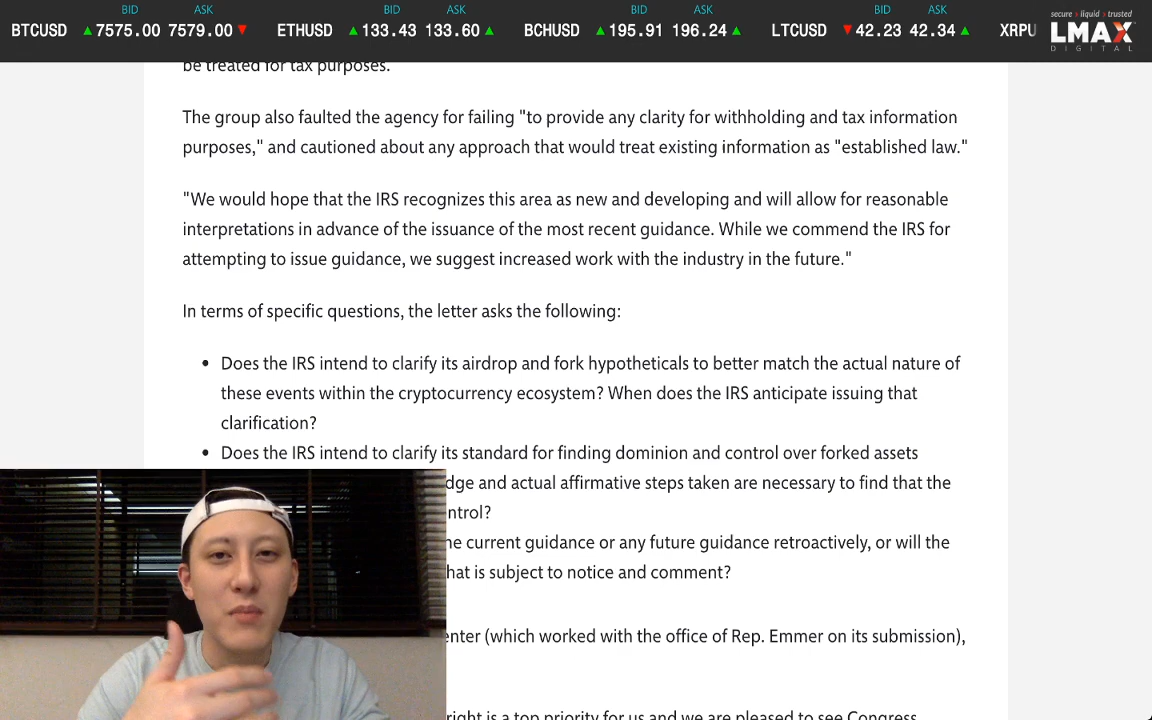 BID ASK BID ASK BID ASK BID ASK
BTCUSD 7575.00 7579.00 ETHUSD 133.43 133.60 BCHUSD 195.91 196.24 LTCUSD 42.23 42.34 XRPU
secure › liquid › trusted
LMAX
DIGITAL
be treated for tax purposes.
The group also faulted the agency for failing "to provide any clarity for withholding and tax information
purposes," and cautioned about any approach that would treat existing information as "established law."
"We would hope that the IRS recognizes this area as new and developing and will allow for reasonable
interpretations in advance of the issuance of the most recent guidance. While we commend the IRS for
attempting to issue guidance, we suggest increased work with the industry in the future."
In terms of specific questions, the letter asks the following:
• Does the IRS intend to clarify its airdrop and fork hypotheticals to better match the actual nature of
these events within the cryptocurrency ecosystem? When does the IRS anticipate issuing that
clarification?
• Does the IRS intend to clarify its standard for finding dominion and control over forked assets
dge and actual affirmative steps taken are necessary to find that the
ntrol?
he current guidance or any future guidance retroactively, or will the
hat is subject to notice and comment?
enter (which worked with the office of Rep. Emmer on its submission),
right is a top priority for us and we are pleased to see Congress